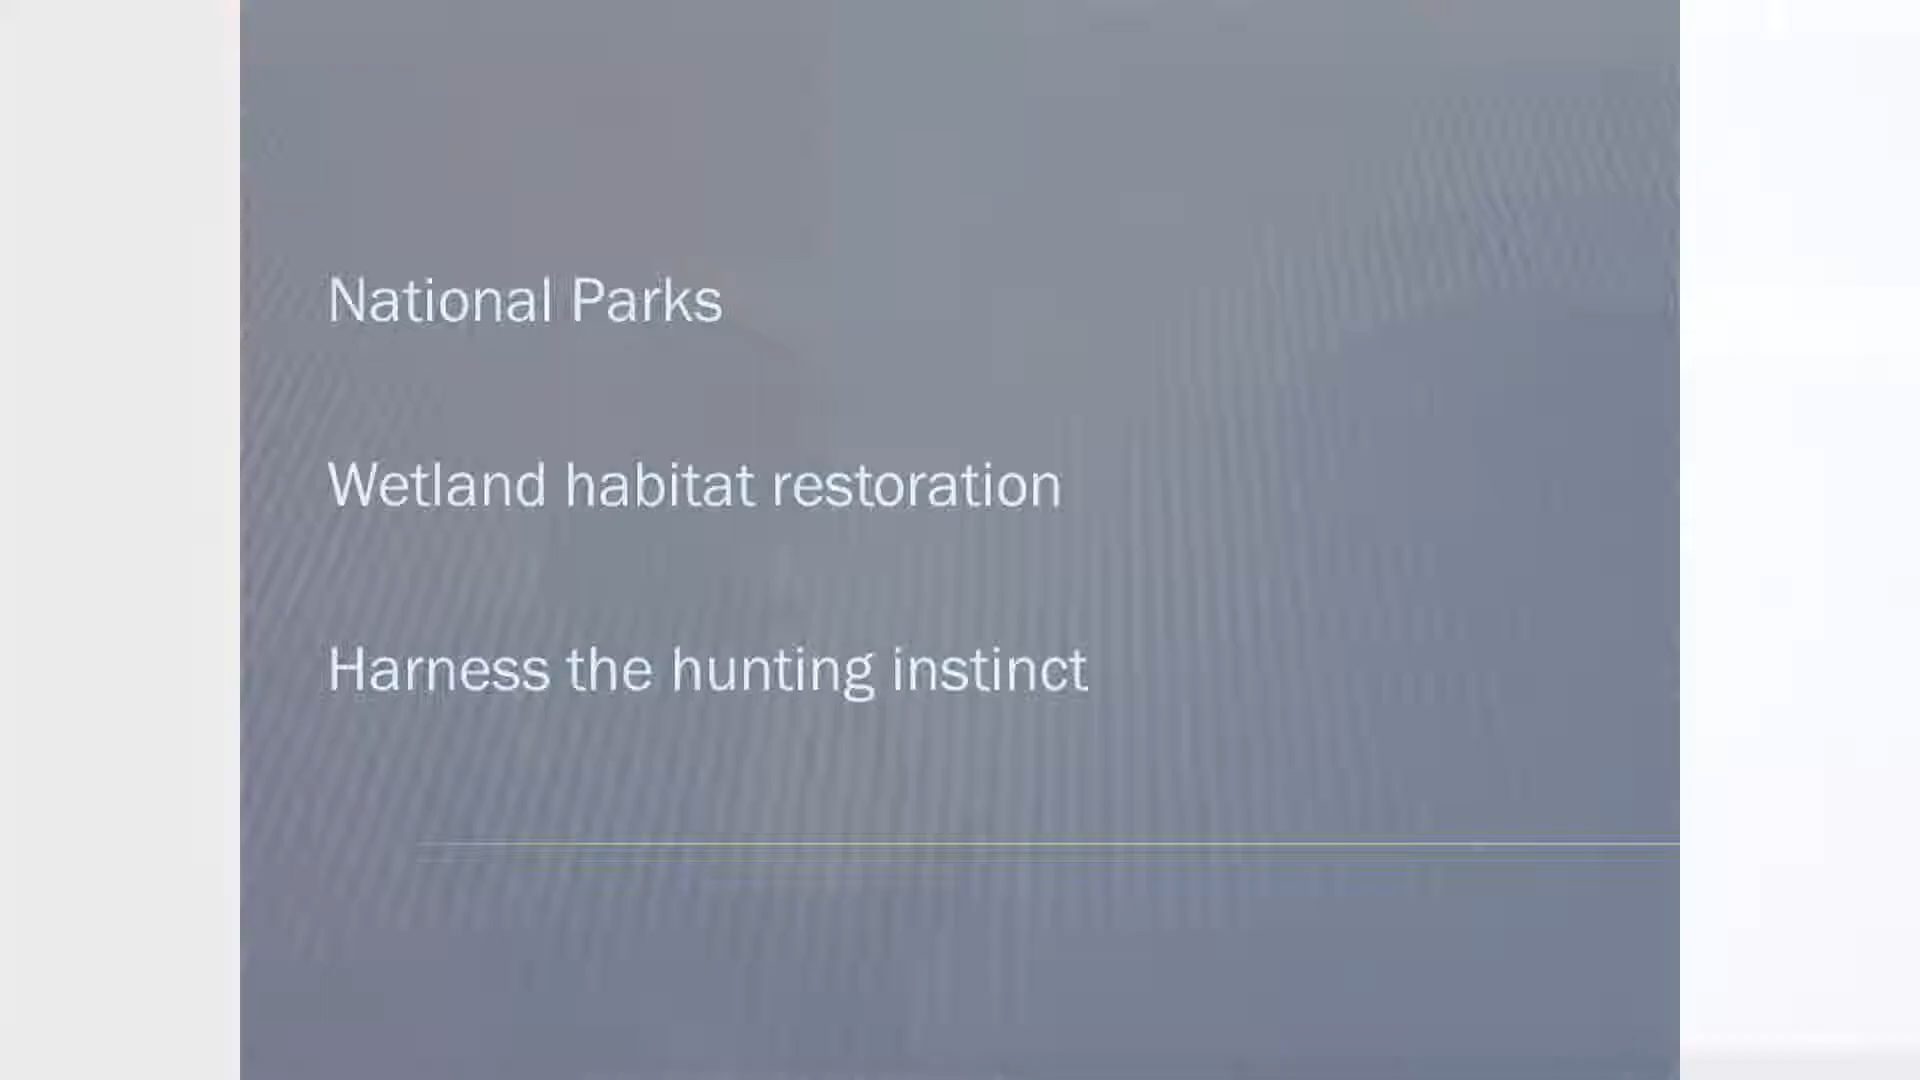 National Parks
Wetland habitat restoration
Harness the hunting instinct